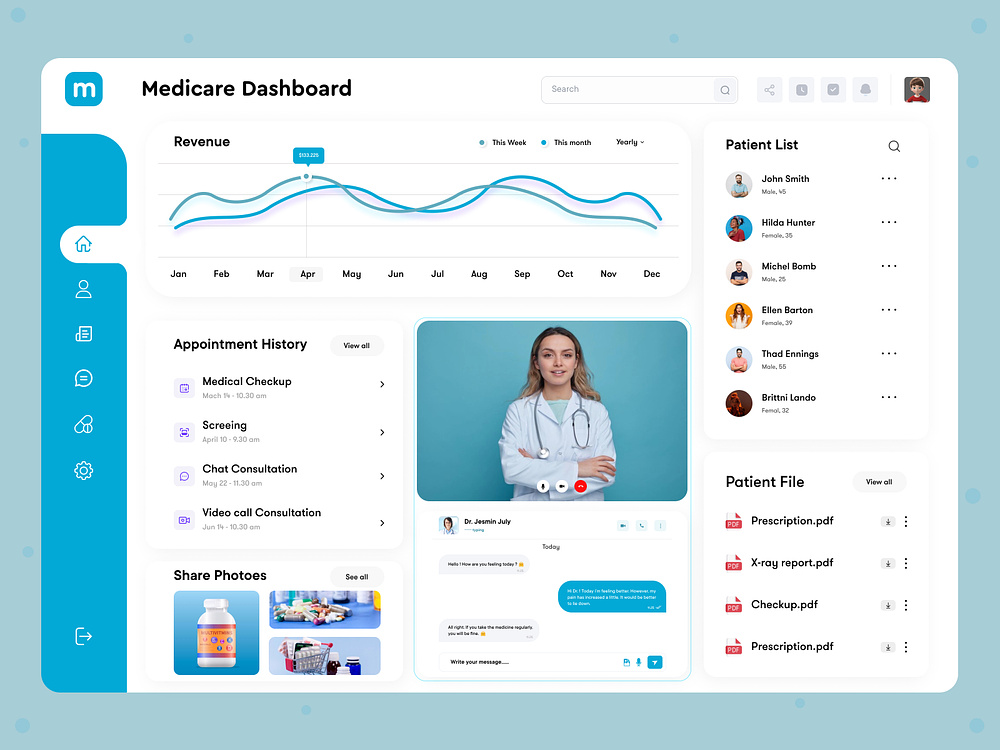 m
Medicare Dashboard
Search
Revenue
This Week
This month
Yearly
$133,225
Jan Feb Mar Apr May Jun Jul Aug Sep Oct Nov Dec
Patient List
John Smith
Male, 45
Hilda Hunter
Female, 35
Michel Bomb
Male, 25
Ellen Barton
Female, 39
Thad Ennings
Male, 55
Brittni Lando
Femal, 32
Appointment History
View all
Medical Checkup
Mach 14 - 10.30 am
Screeing
April 10 - 9.30 am
Chat Consultation
May 22 - 11.30 am
Video call Consultation
Jun 14 - 10.30 am
Share Photoes
See all
MULTIVITAMINS
Dr. Jesmin July
typing
Today
Hello ! How are you feeling today ?
Hi Dr. ! Today I'm feeling better. However, my
pain has increased a little. It would be better
to lie down.
All right. If you take the medicine regularly,
you will be fine.
Write your message.....
Patient File
View all
PDF
Prescription.pdf
PDF
X-ray report.pdf
PDF
Checkup.pdf
PDF
Prescription.pdf